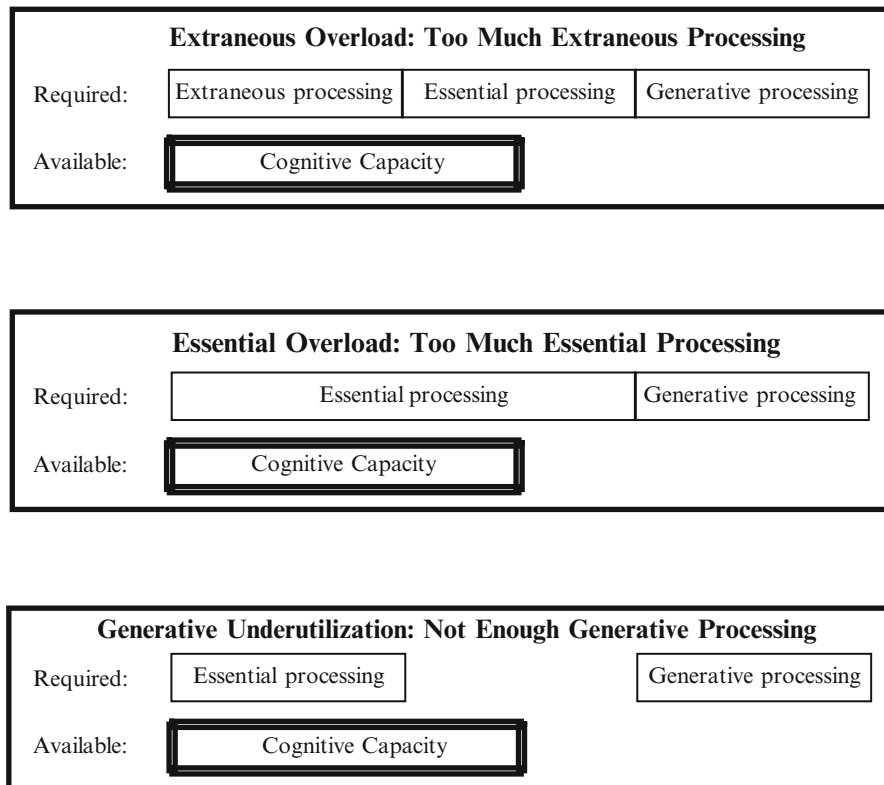 Extraneous Overload: Too Much Extraneous Processing
Required: Extraneous processing Essential processing Generative processing
Available: Cognitive Capacity
Essential Overload: Too Much Essential Processing
Required: Essential processing Generative processing
Available: Cognitive Capacity
Generative Underutilization: Not Enough Generative Processing
Required: Essential processing Generative processing
Available: Cognitive Capacity